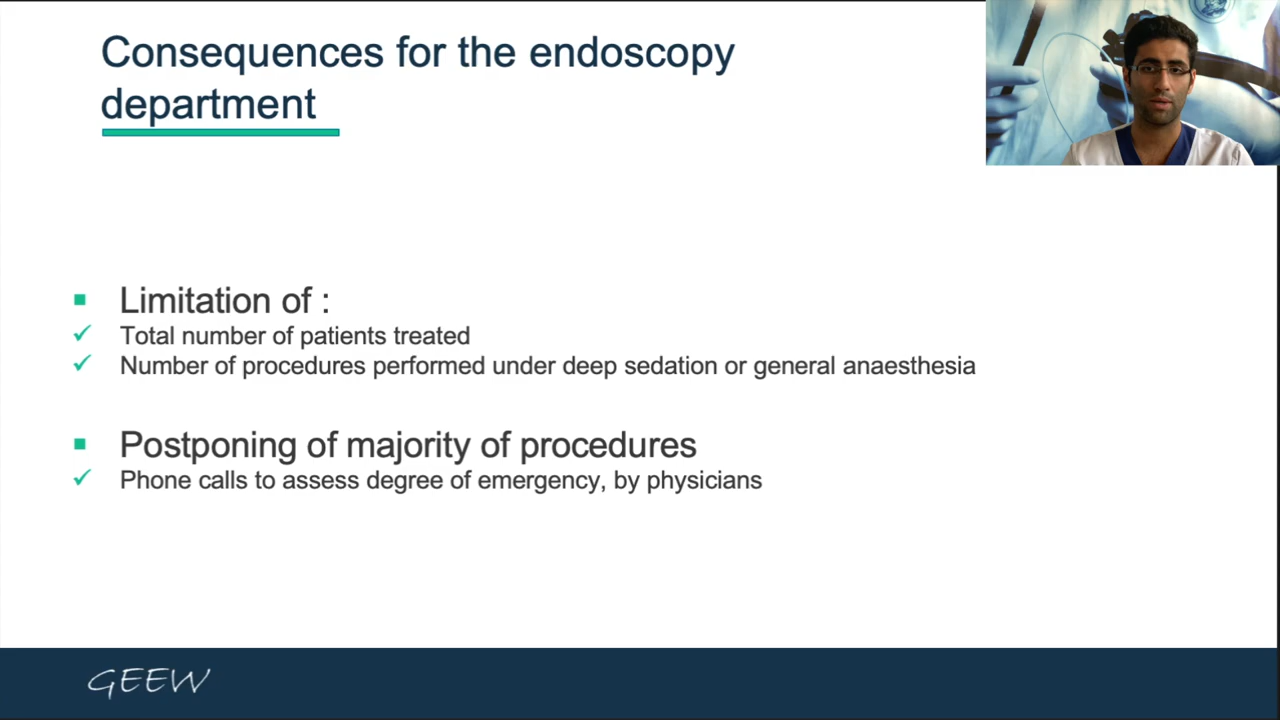 Consequences for the endoscopy
department
Limitation of :
Total number of patients treated
Number of procedures performed under deep sedation or general anaesthesia
Postponing of majority of procedures
Phone calls to assess degree of emergency, by physicians
GEEW